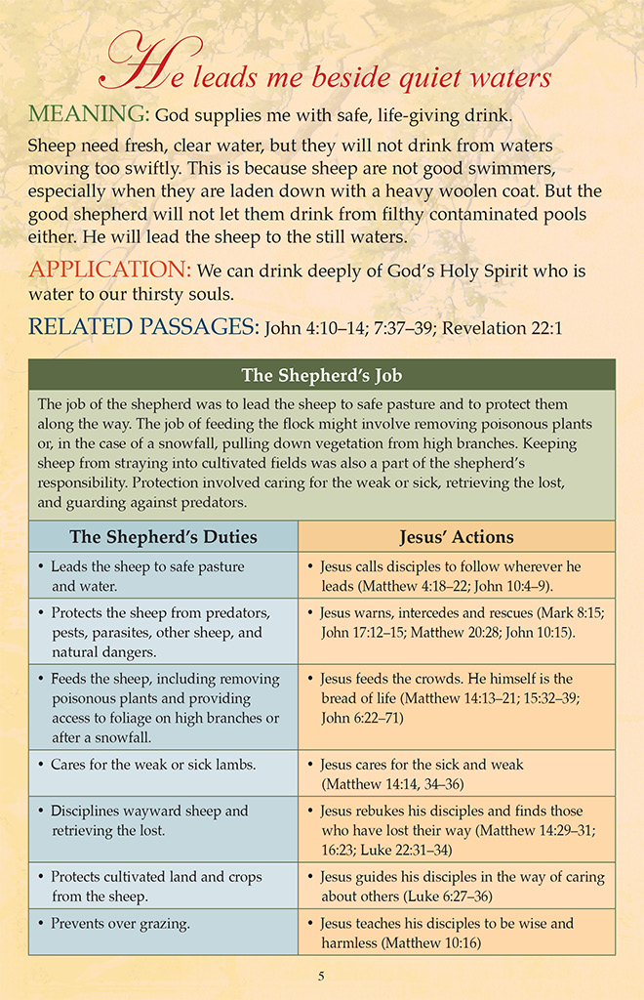 He leads me beside quiet waters
MEANING: God supplies me with safe, life-giving drink.
Sheep need fresh, clear water, but they will not drink from waters
moving too swiftly. This is because sheep are not good swimmers,
especially when they are laden down with a heavy woolen coat. But the
good shepherd will not let them drink from filthy contaminated pools
either. He will lead the sheep to the still waters.
APPLICATION: We can drink deeply of God’s Holy Spirit who is
water to our thirsty souls.
RELATED PASSAGES: John 4:10–14; 7:37–39; Revelation 22:1
The Shepherd’s Job
The job of the shepherd was to lead the sheep to safe pasture and to protect them
along the way. The job of feeding the flock might involve removing poisonous plants
or, in the case of a snowfall, pulling down vegetation from high branches. Keeping
sheep from straying into cultivated fields was also a part of the shepherd’s
responsibility. Protection involved caring for the weak or sick, retrieving the lost,
and guarding against predators.
The Shepherd’s Duties
Jesus’ Actions
• Leads the sheep to safe pasture
and water.
• Jesus calls disciples to follow wherever he
leads (Matthew 4:18–22; John 10:4–9).
• Protects the sheep from predators,
pests, parasites, other sheep, and
natural dangers.
• Jesus warns, intercedes and rescues (Mark 8:15;
John 17:12–15; Matthew 20:28; John 10:15).
• Feeds the sheep, including removing
poisonous plants and providing
access to foliage on high branches or
after a snowfall.
• Jesus feeds the crowds. He himself is the
bread of life (Matthew 14:13–21; 15:32–39;
John 6:22–71)
• Cares for the weak or sick lambs.
• Jesus cares for the sick and weak
(Matthew 14:14, 34–36)
• Disciplines wayward sheep and
retrieving the lost.
• Jesus rebukes his disciples and finds those
who have lost their way (Matthew 14:29–31;
16:23; Luke 22:31–34)
• Protects cultivated land and crops
from the sheep.
• Jesus guides his disciples in the way of caring
about others (Luke 6:27–36)
• Prevents over grazing.
• Jesus teaches his disciples to be wise and
harmless (Matthew 10:16)
5